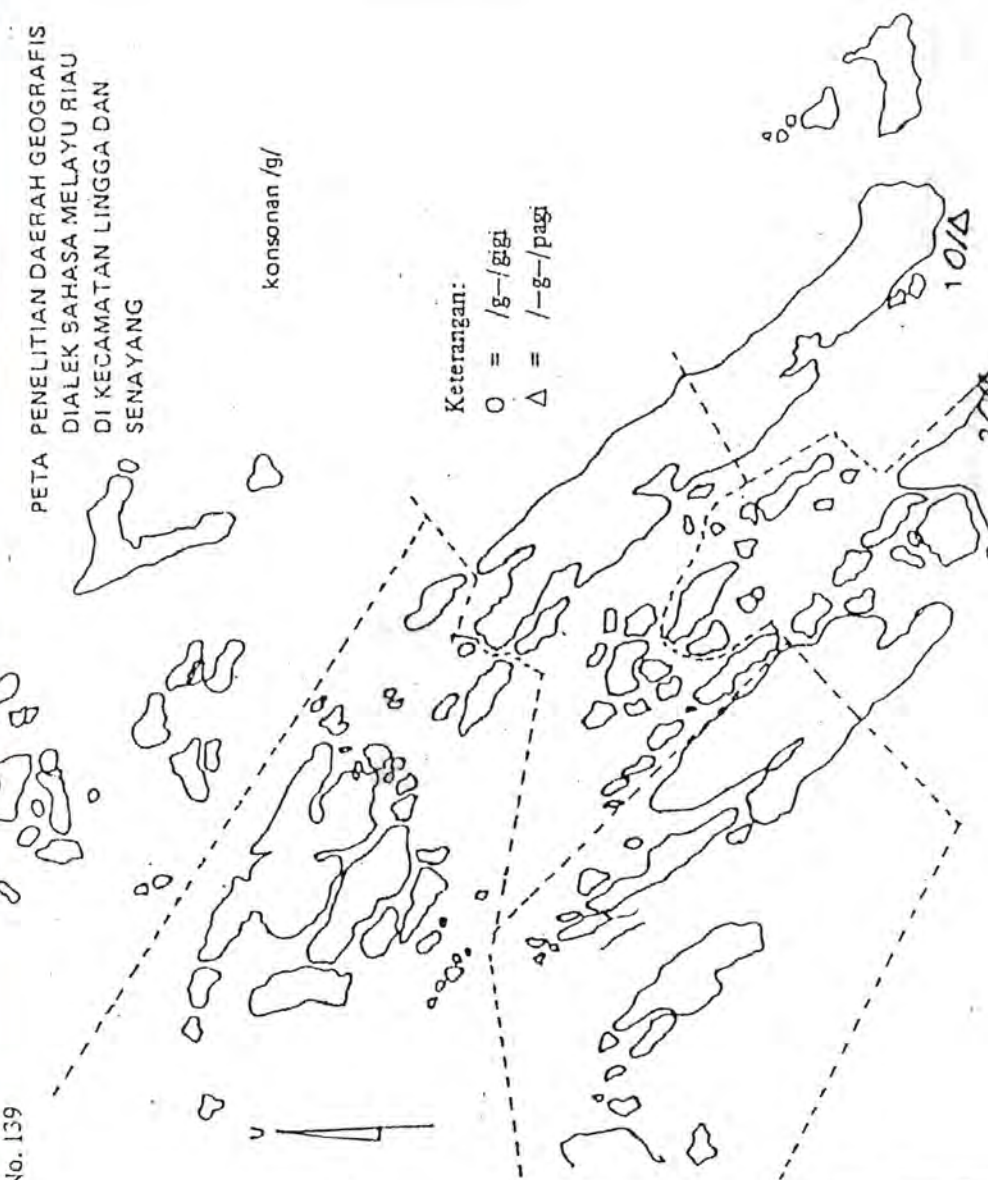 No. 139
PETA PENELITIAN DAERAH GEOGRAFIS
DIALEK BAHASA MELAYU RIAU
DI KECAMATAN LINGGA DAN
SENAYANG
konsonan /g/
Keterangan:
O = /g–/gigi
Δ = /–g–/pagi
U
1 O/Δ